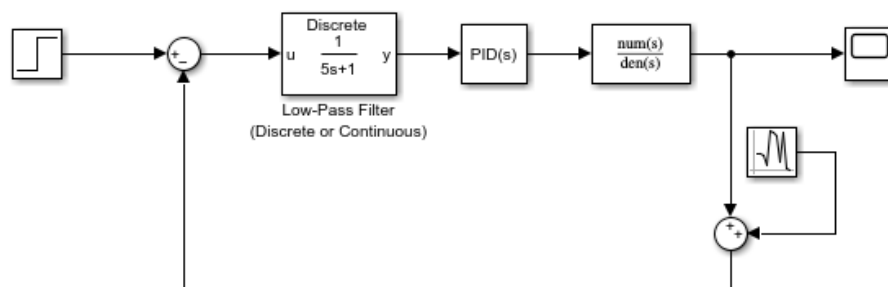 Discrete
u
1
5s+1
y
PID(s)
num(s)
den(s)
Low-Pass Filter
(Discrete or Continuous)
+
−
+
+